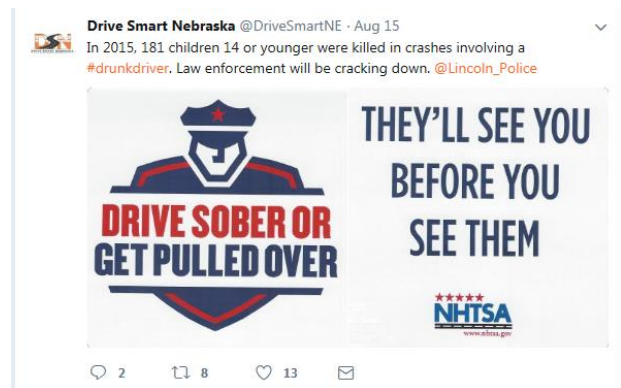 Drive Smart Nebraska @DriveSmartNE · Aug 15
In 2015, 181 children 14 or younger were killed in crashes involving a
#drunkdriver. Law enforcement will be cracking down. @Lincoln_Police
DSN
DRIVE SOBER OR
GET PULLED OVER
THEY'LL SEE YOU
BEFORE YOU
SEE THEM
NHTSA
www.nhtsa.gov
2 8 13